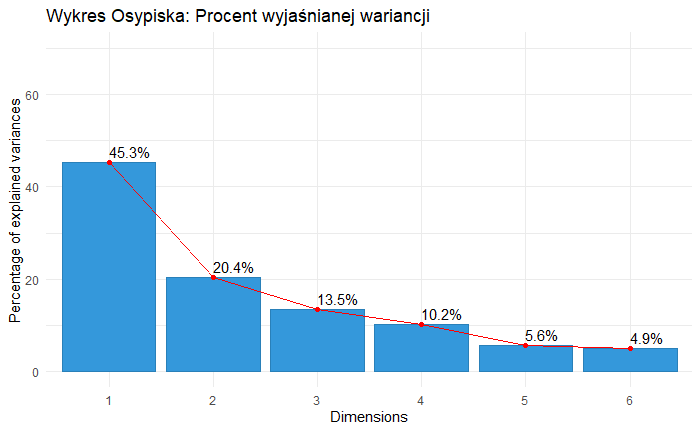 Wykres Osypiska: Procent wyjaśnianej wariancji
Percentage of explained variances
60
40
20
0
45.3%
20.4%
13.5%
10.2%
5.6%
4.9%
1 2 3 4 5 6
Dimensions